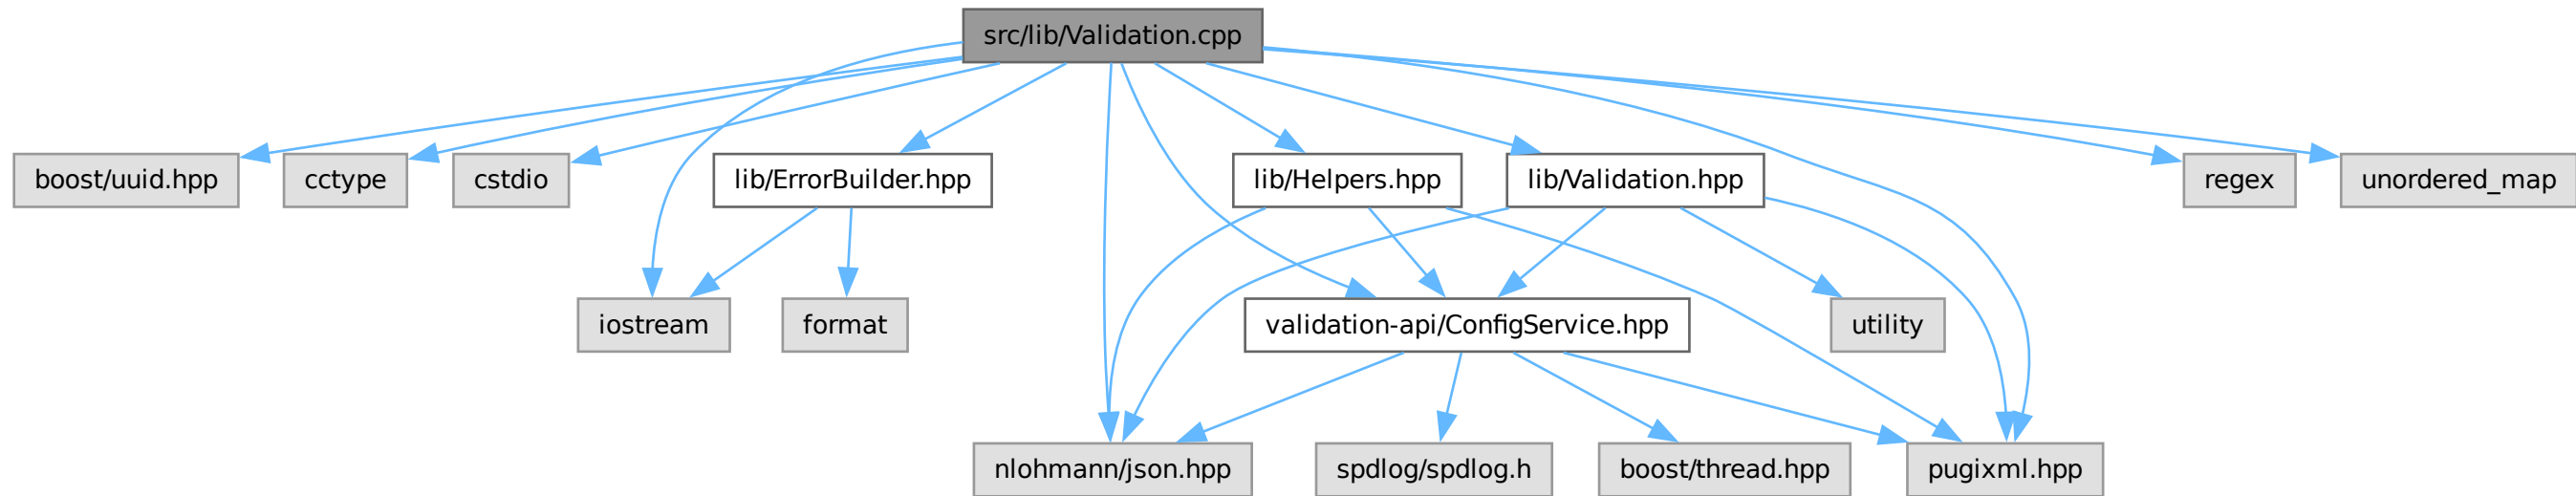 src/lib/Validation.cpp
boost/uuid.hpp
cctype
cstdio
lib/ErrorBuilder.hpp
lib/Helpers.hpp
lib/Validation.hpp
regex
unordered_map
iostream
format
validation-api/ConfigService.hpp
utility
nlohmann/json.hpp
spdlog/spdlog.h
boost/thread.hpp
pugixml.hpp